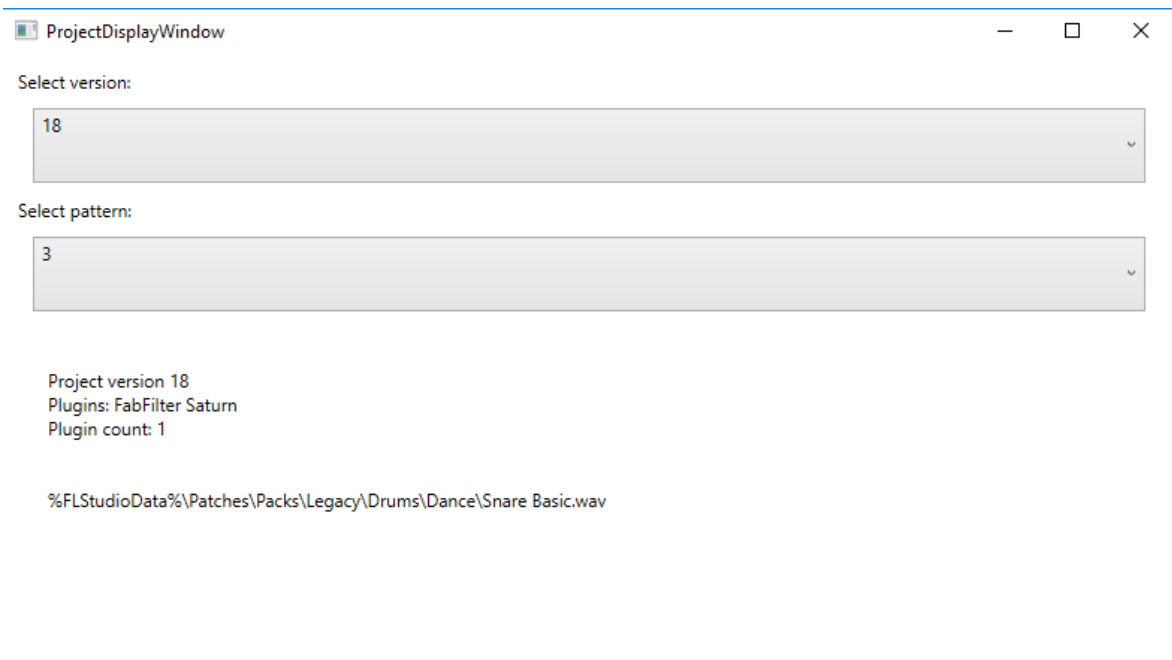 ProjectDisplayWindow
Select version:
18
Select pattern:
3
Project version 18
Plugins: FabFilter Saturn
Plugin count: 1
%FLStudioData%\Patches\Packs\Legacy\Drums\Dance\Snare Basic.wav